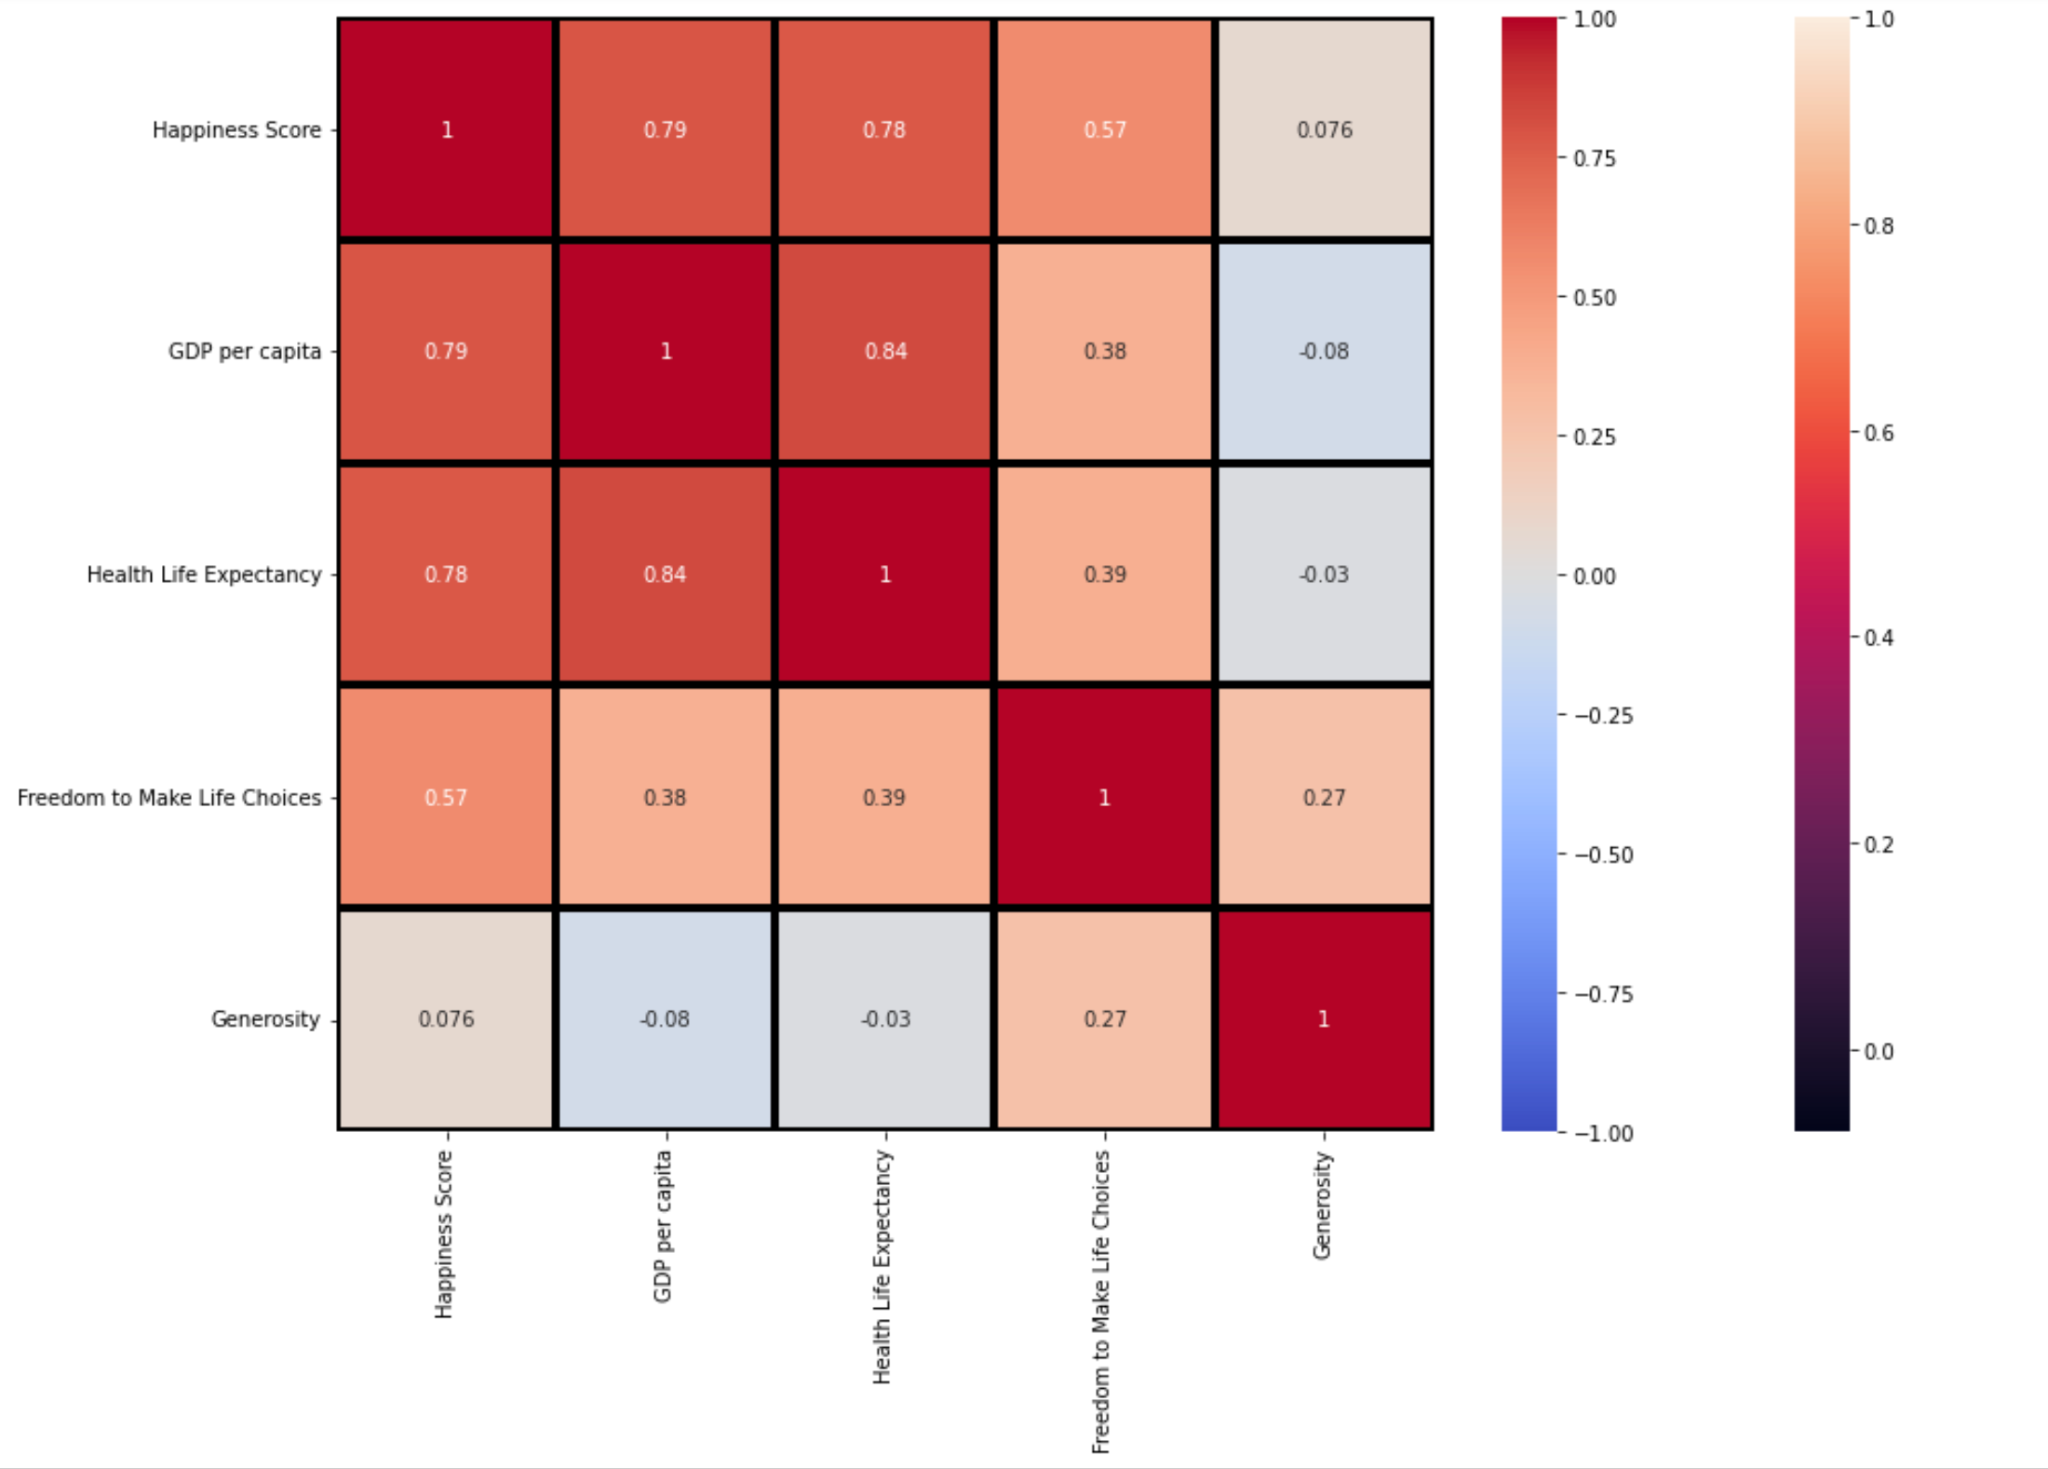 Happiness Score 1 0.79 0.78 0.57 0.076
GDP per capita 0.79 1 0.84 0.38 -0.08
Health Life Expectancy 0.78 0.84 1 0.39 -0.03
Freedom to Make Life Choices 0.57 0.38 0.39 1 0.27
Generosity 0.076 -0.08 -0.03 0.27 1
Happiness Score
GDP per capita
Health Life Expectancy
Freedom to Make Life Choices
Generosity
1.00
0.75
0.50
0.25
0.00
−0.25
−0.50
−0.75
−1.00
1.0
0.8
0.6
0.4
0.2
0.0